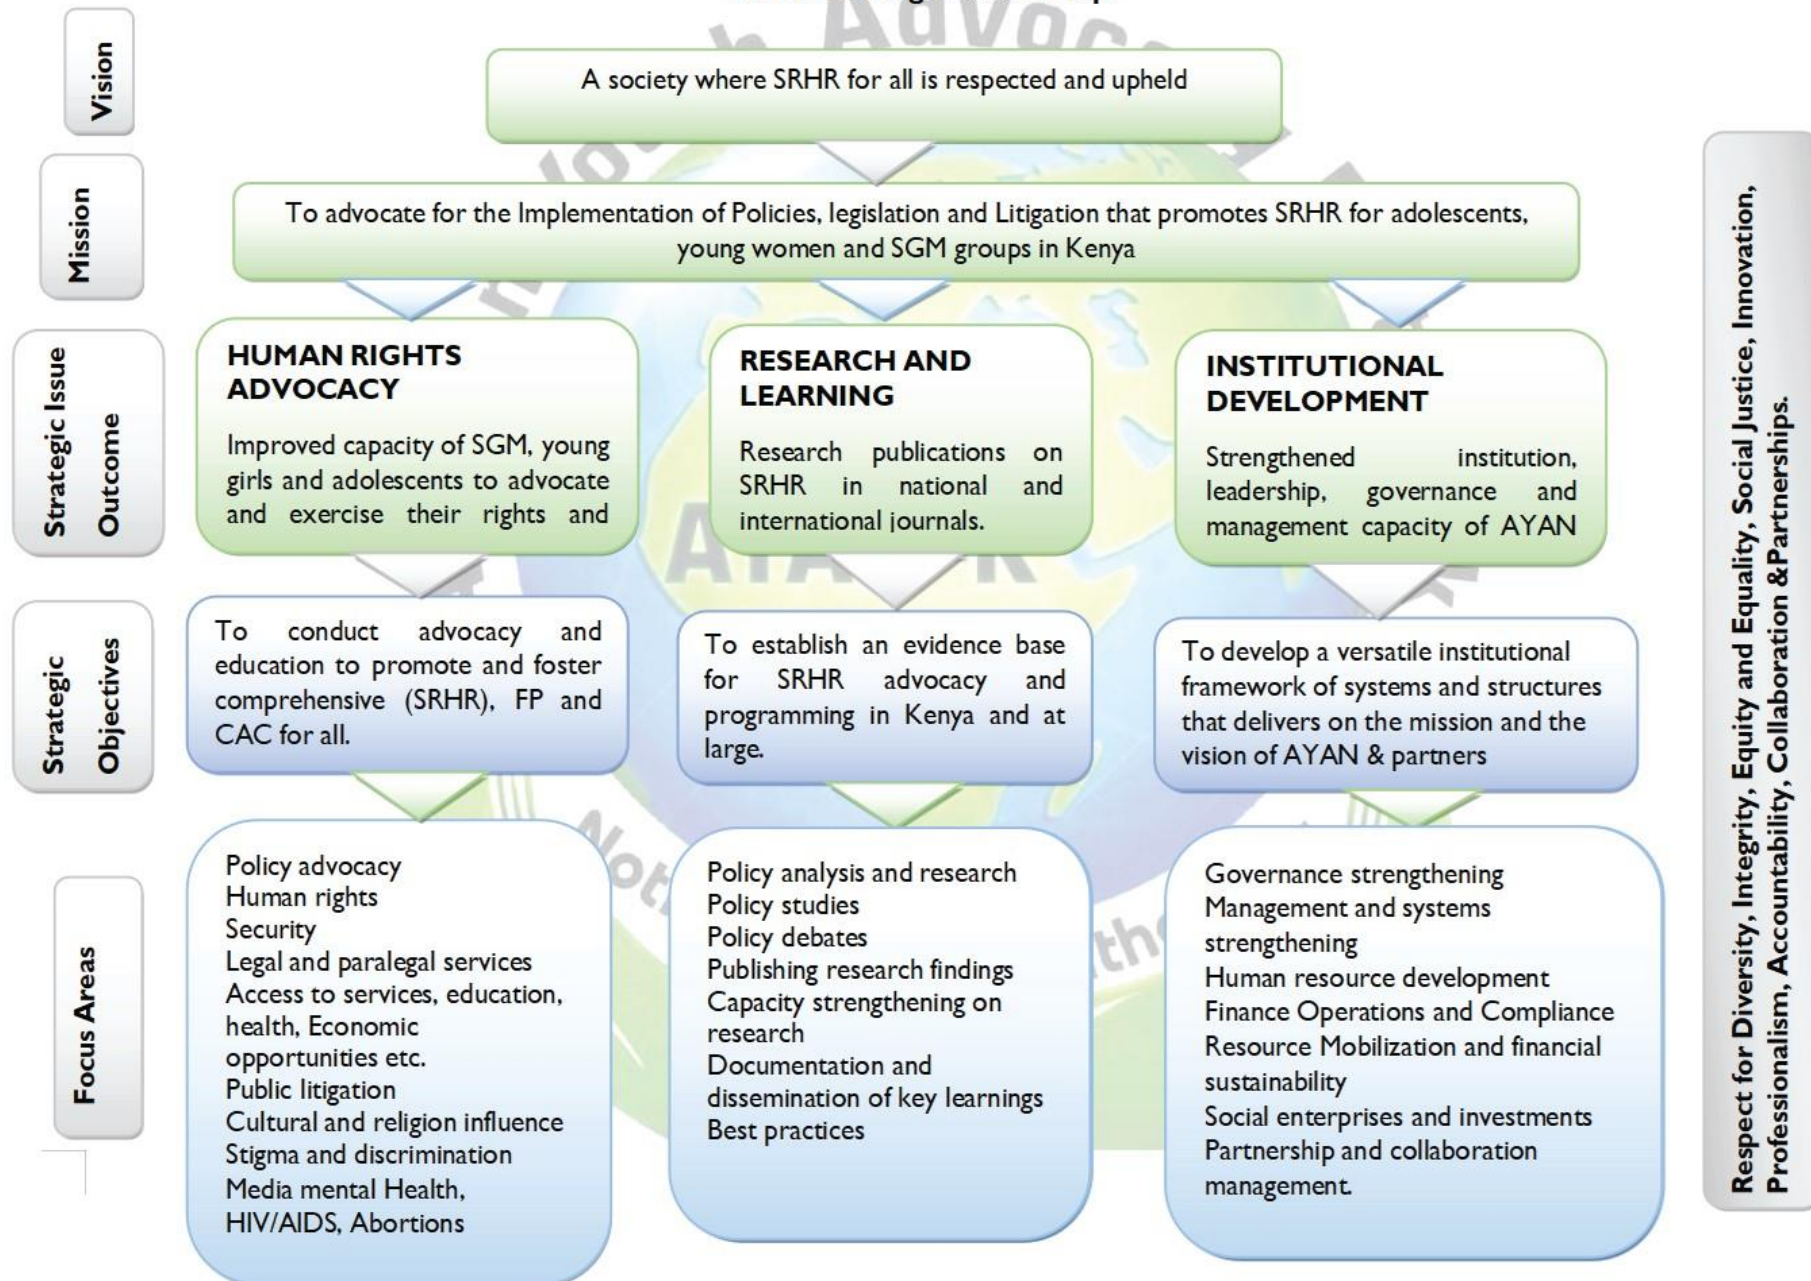 Vision
A society where SRHR for all is respected and upheld
Mission
To advocate for the Implementation of Policies, legislation and Litigation that promotes SRHR for adolescents,
young women and SGM groups in Kenya
Strategic Issue
Outcome
HUMAN RIGHTS
ADVOCACY
Improved capacity of SGM, young
girls and adolescents to advocate
and exercise their rights and
RESEARCH AND
LEARNING
Research publications on
SRHR in national and
international journals.
INSTITUTIONAL
DEVELOPMENT
Strengthened institution,
leadership, governance and
management capacity of AYAN
Strategic
Objectives
To conduct advocacy and
education to promote and foster
comprehensive (SRHR), FP and
CAC for all.
To establish an evidence base
for SRHR advocacy and
programming in Kenya and at
large.
To develop a versatile institutional
framework of systems and structures
that delivers on the mission and the
vision of AYAN & partners
Focus Areas
Policy advocacy
Human rights
Security
Legal and paralegal services
Access to services, education,
health, Economic
opportunities etc.
Public litigation
Cultural and religion influence
Stigma and discrimination
Media mental Health,
HIV/AIDS, Abortions
Policy analysis and research
Policy studies
Policy debates
Publishing research findings
Capacity strengthening on
research
Documentation and
dissemination of key learnings
Best practices
Governance strengthening
Management and systems
strengthening
Human resource development
Finance Operations and Compliance
Resource Mobilization and financial
sustainability
Social enterprises and investments
Partnership and collaboration
management.
Respect for Diversity, Integrity, Equity and Equality, Social Justice, Innovation,
Professionalism, Accountability, Collaboration &Partnerships.